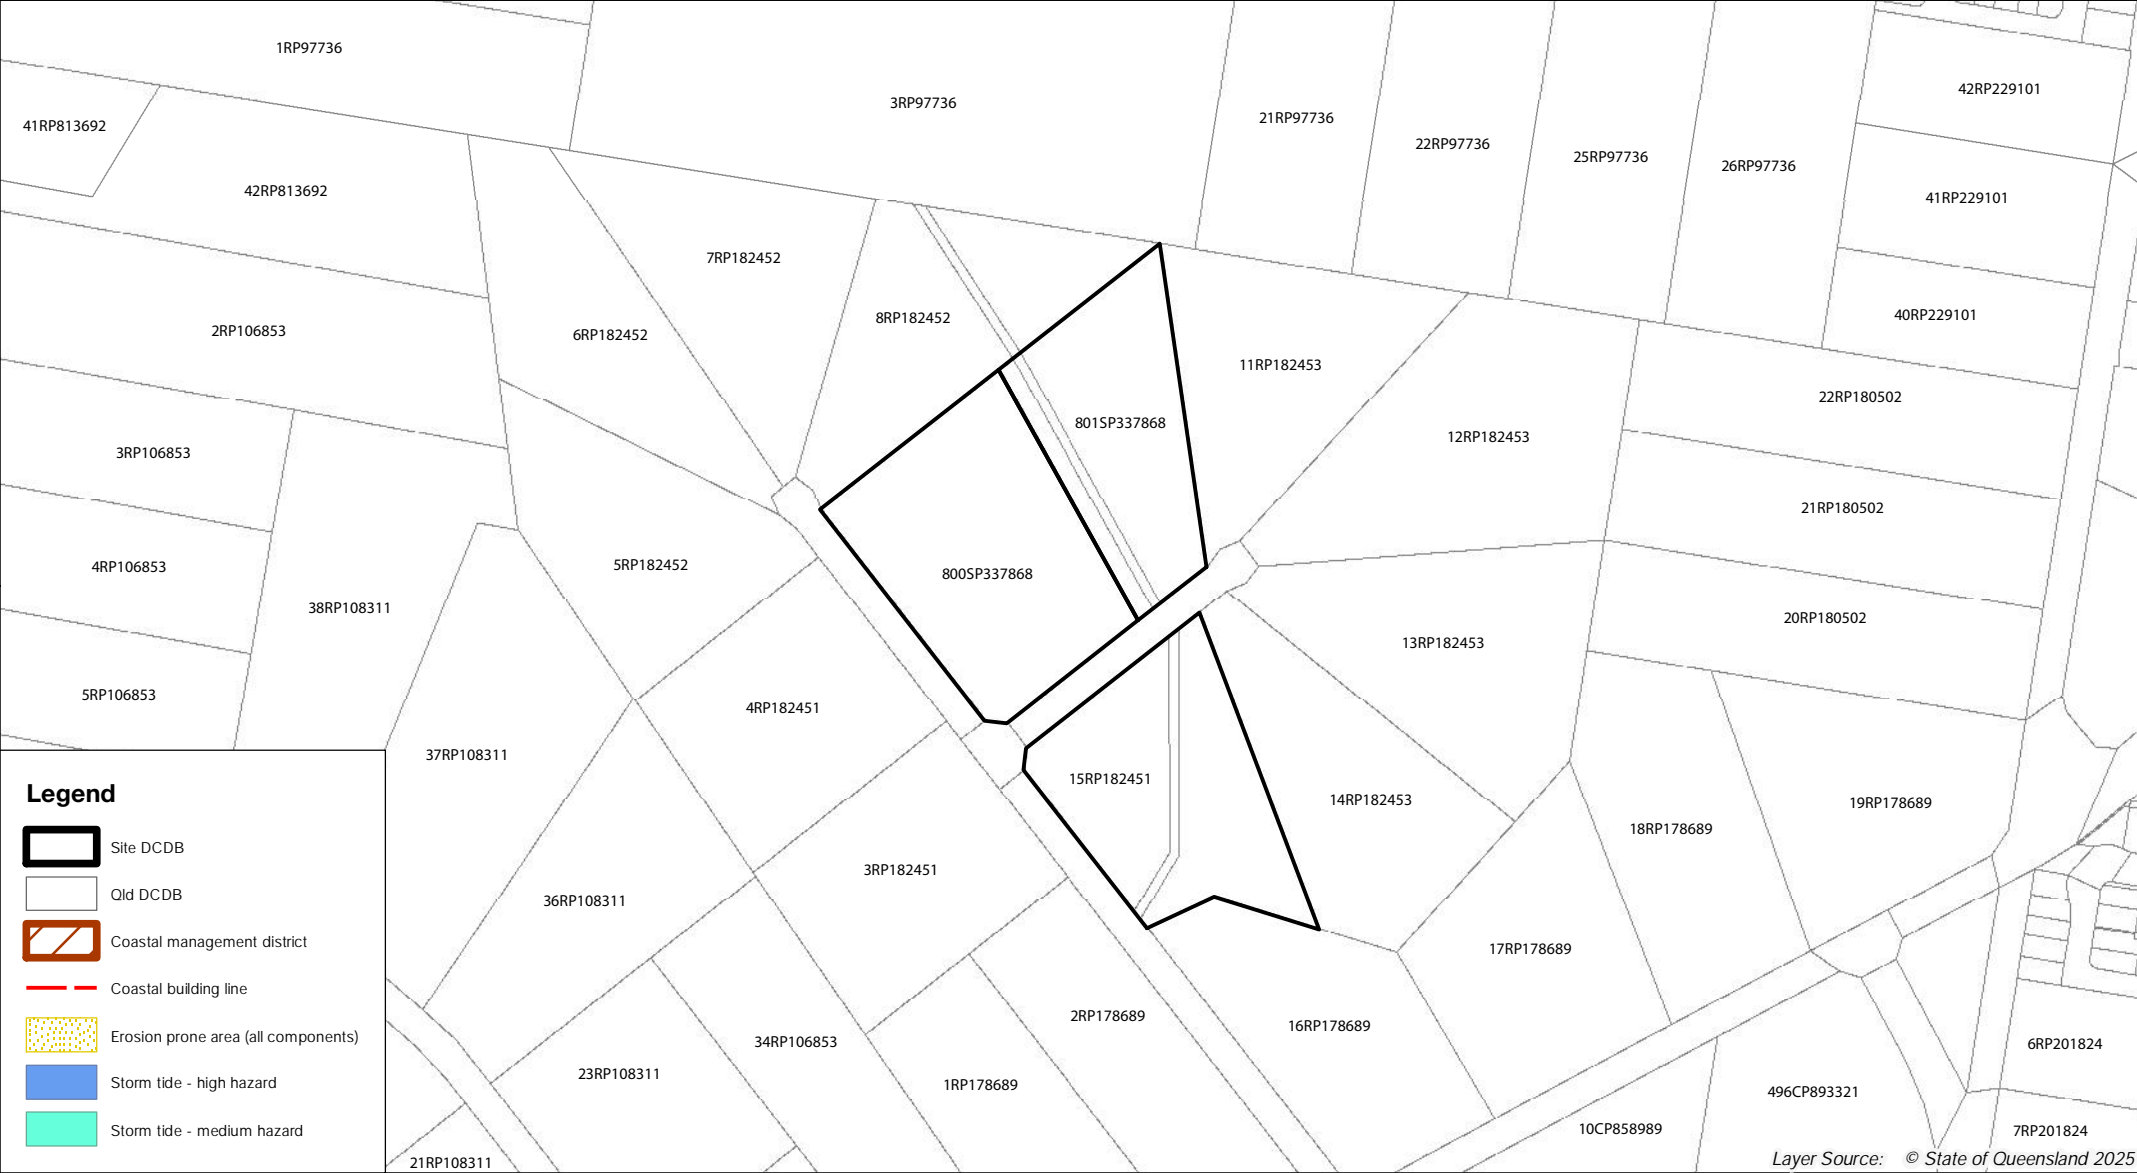 1RP97736
42RP229101
3RP97736
21RP97736
41RP813692
22RP97736
25RP97736
26RP97736
42RP813692
41RP229101
7RP182452
40RP229101
8RP182452
2RP106853
6RP182452
11RP182453
22RP180502
801SP337868
12RP182453
3RP106853
21RP180502
5RP182452
4RP106853
800SP337868
38RP108311
20RP180502
13RP182453
5RP106853
4RP182451
37RP108311
15RP182451
14RP182453
19RP178689
18RP178689
3RP182451
36RP108311
17RP178689
2RP178689
16RP178689
34RP106853
6RP201824
23RP108311
1RP178689
496CP893321
10CP858989
7RP201824
21RP108311
Legend
Site DCDB
Qld DCDB
Coastal management district
Coastal building line
Erosion prone area (all components)
Storm tide - high hazard
Storm tide - medium hazard
Layer Source: © State of Queensland 2025